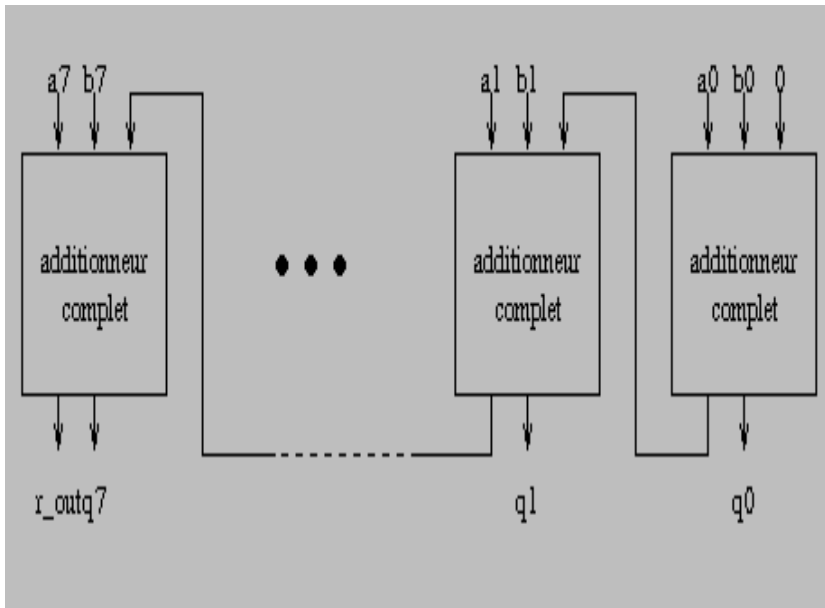 a7 b7 a1 b1 a0 b0 0
additionneur additionneur additionneur
complet complet complet
r_outq7 q1 q0